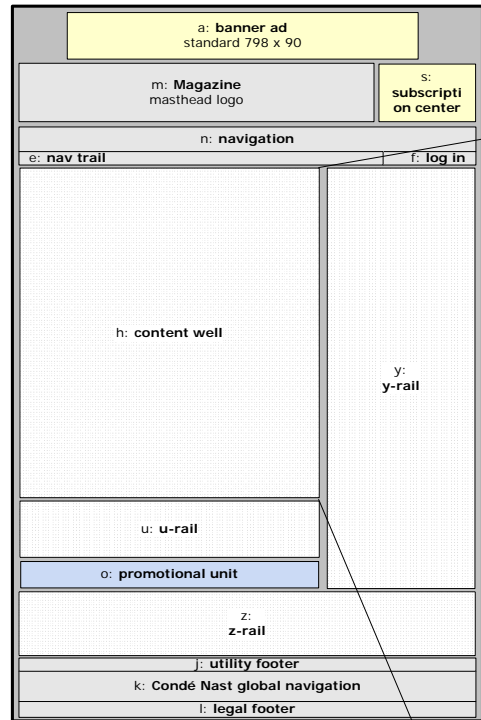 a: banner ad
standard 798 x 90
m: Magazine
masthead logo
s:
subscripti
on center
n: navigation
e: nav trail
f: log in
h: content well
y:
y-rail
u: u-rail
o: promotional unit
z:
z-rail
j: utility footer
k: Condé Nast global navigation
l: legal footer